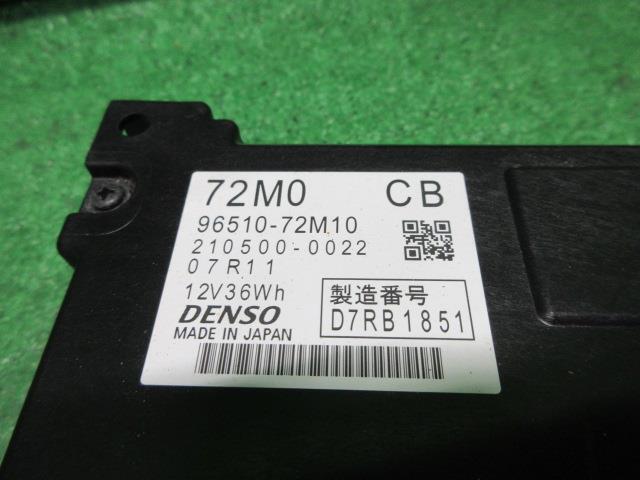 72M0 CB
96510-72M10
210500-0022
07R11
12V36Wh
DENSO
MADE IN JAPAN
製造番号
D7RB1851